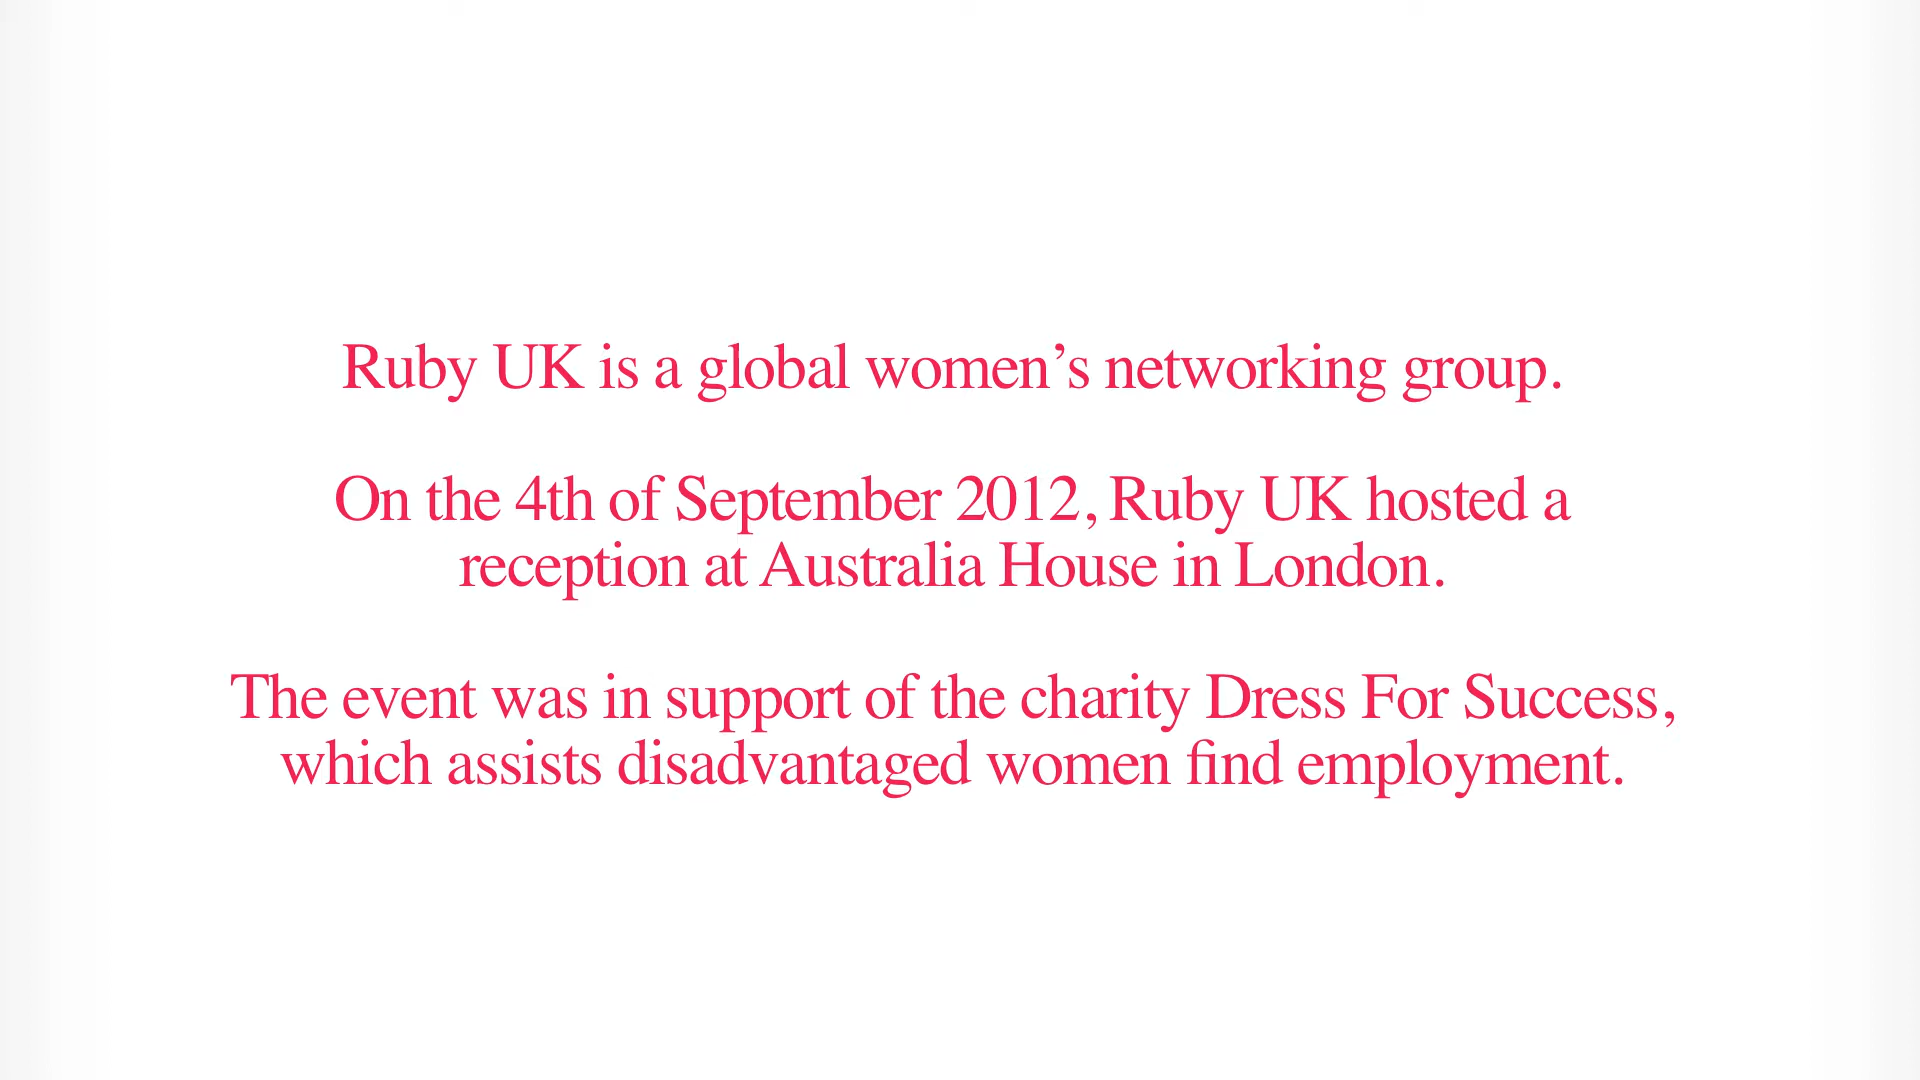 Ruby UK is a global women’s networking group.
On the 4th of September 2012, Ruby UK hosted a
reception at Australia House in London.
The event was in support of the charity Dress For Success,
which assists disadvantaged women find employment.